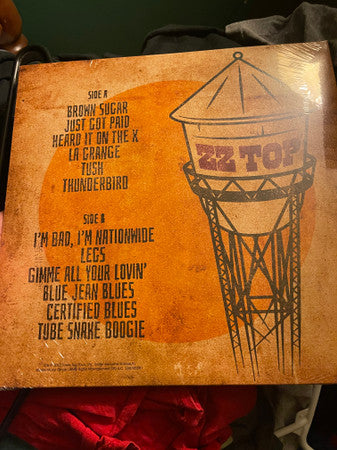 SIDE A
BROWN SUGAR
JUST GOT PAID
HEARD IT ON THE X
LA GRANGE
TUSH
THUNDERBIRD
ZZ TOP
SIDE B
I'M BAD, I'M NATIONWIDE
LEGS
GIMME ALL YOUR LOVIN'
BLUE JEAN BLUES
CERTIFIED BLUES
TUBE SNAKE BOOGIE